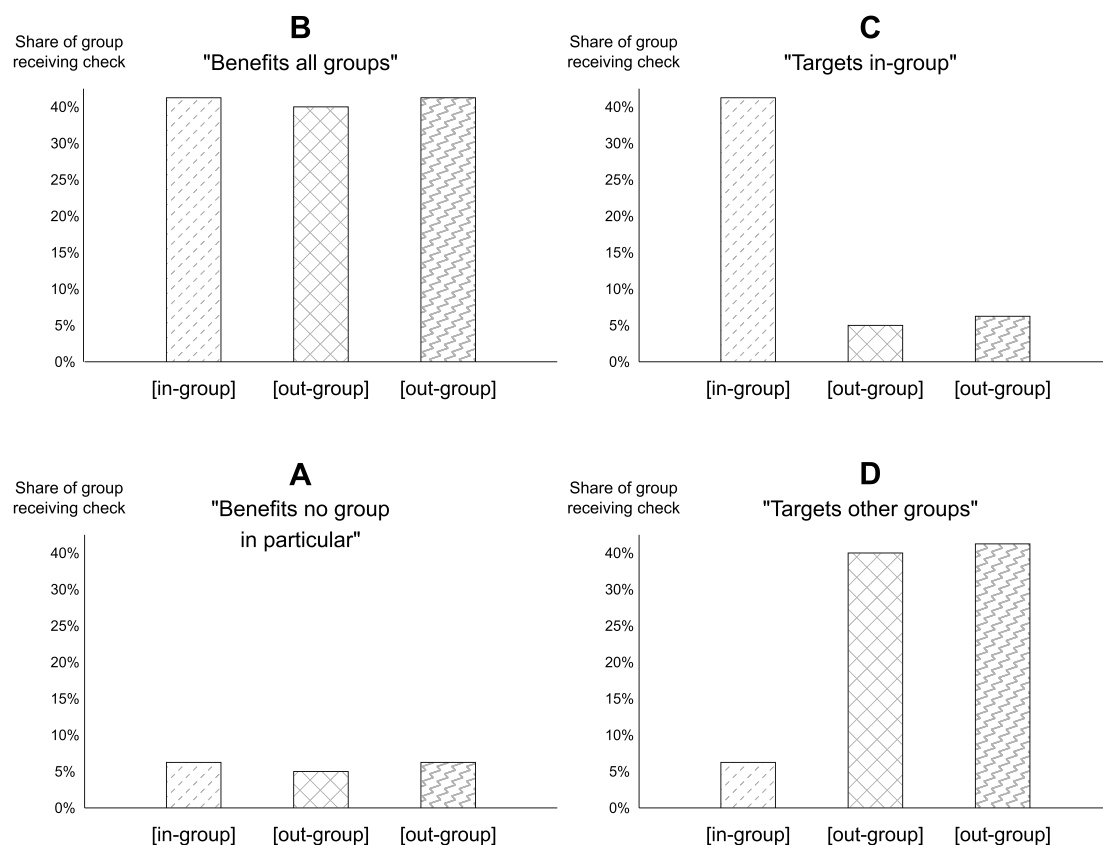 B
Share of group
receiving check
"Benefits all groups"
40%
30%
25%
20%
15%
10%
5%
0%
[in-group] [out-group] [out-group]
C
Share of group
receiving check
"Targets in-group"
40%
30%
25%
20%
15%
10%
5%
0%
[in-group] [out-group] [out-group]
A
Share of group
receiving check
"Benefits no group
in particular"
40%
30%
25%
20%
15%
10%
5%
0%
[in-group] [out-group] [out-group]
D
Share of group
receiving check
"Targets other groups"
40%
30%
25%
20%
15%
10%
5%
0%
[in-group] [out-group] [out-group]